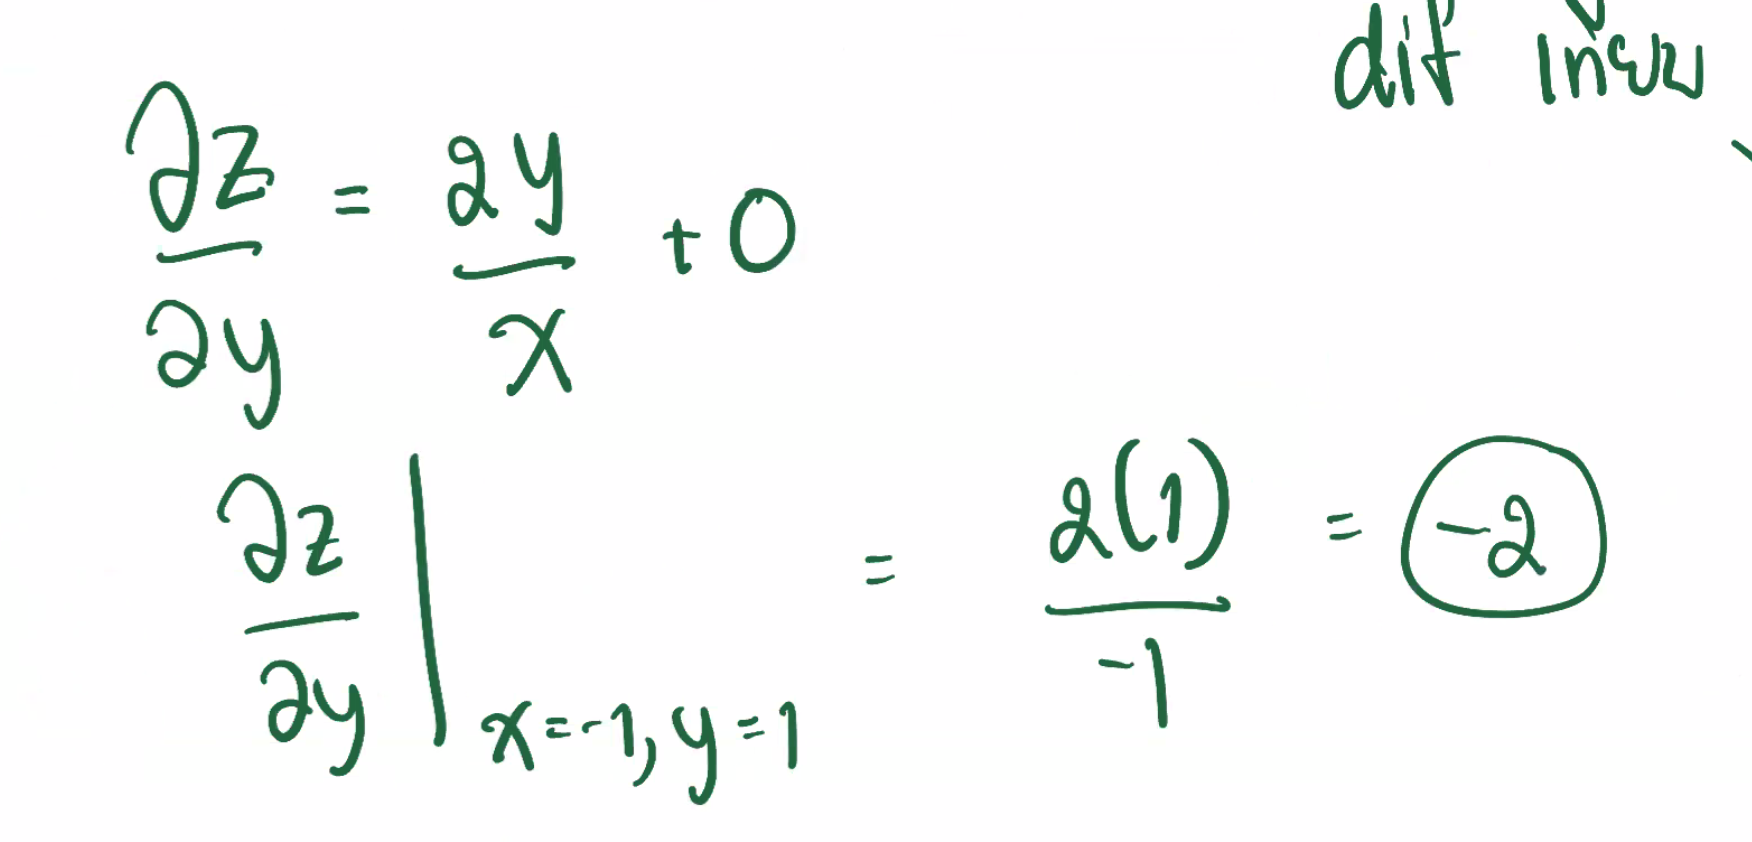 dif เทียบ
∂z/∂y = 2y/x + 0
∂z/∂y | x=-1, y=1 = 2(1)/-1 = -2